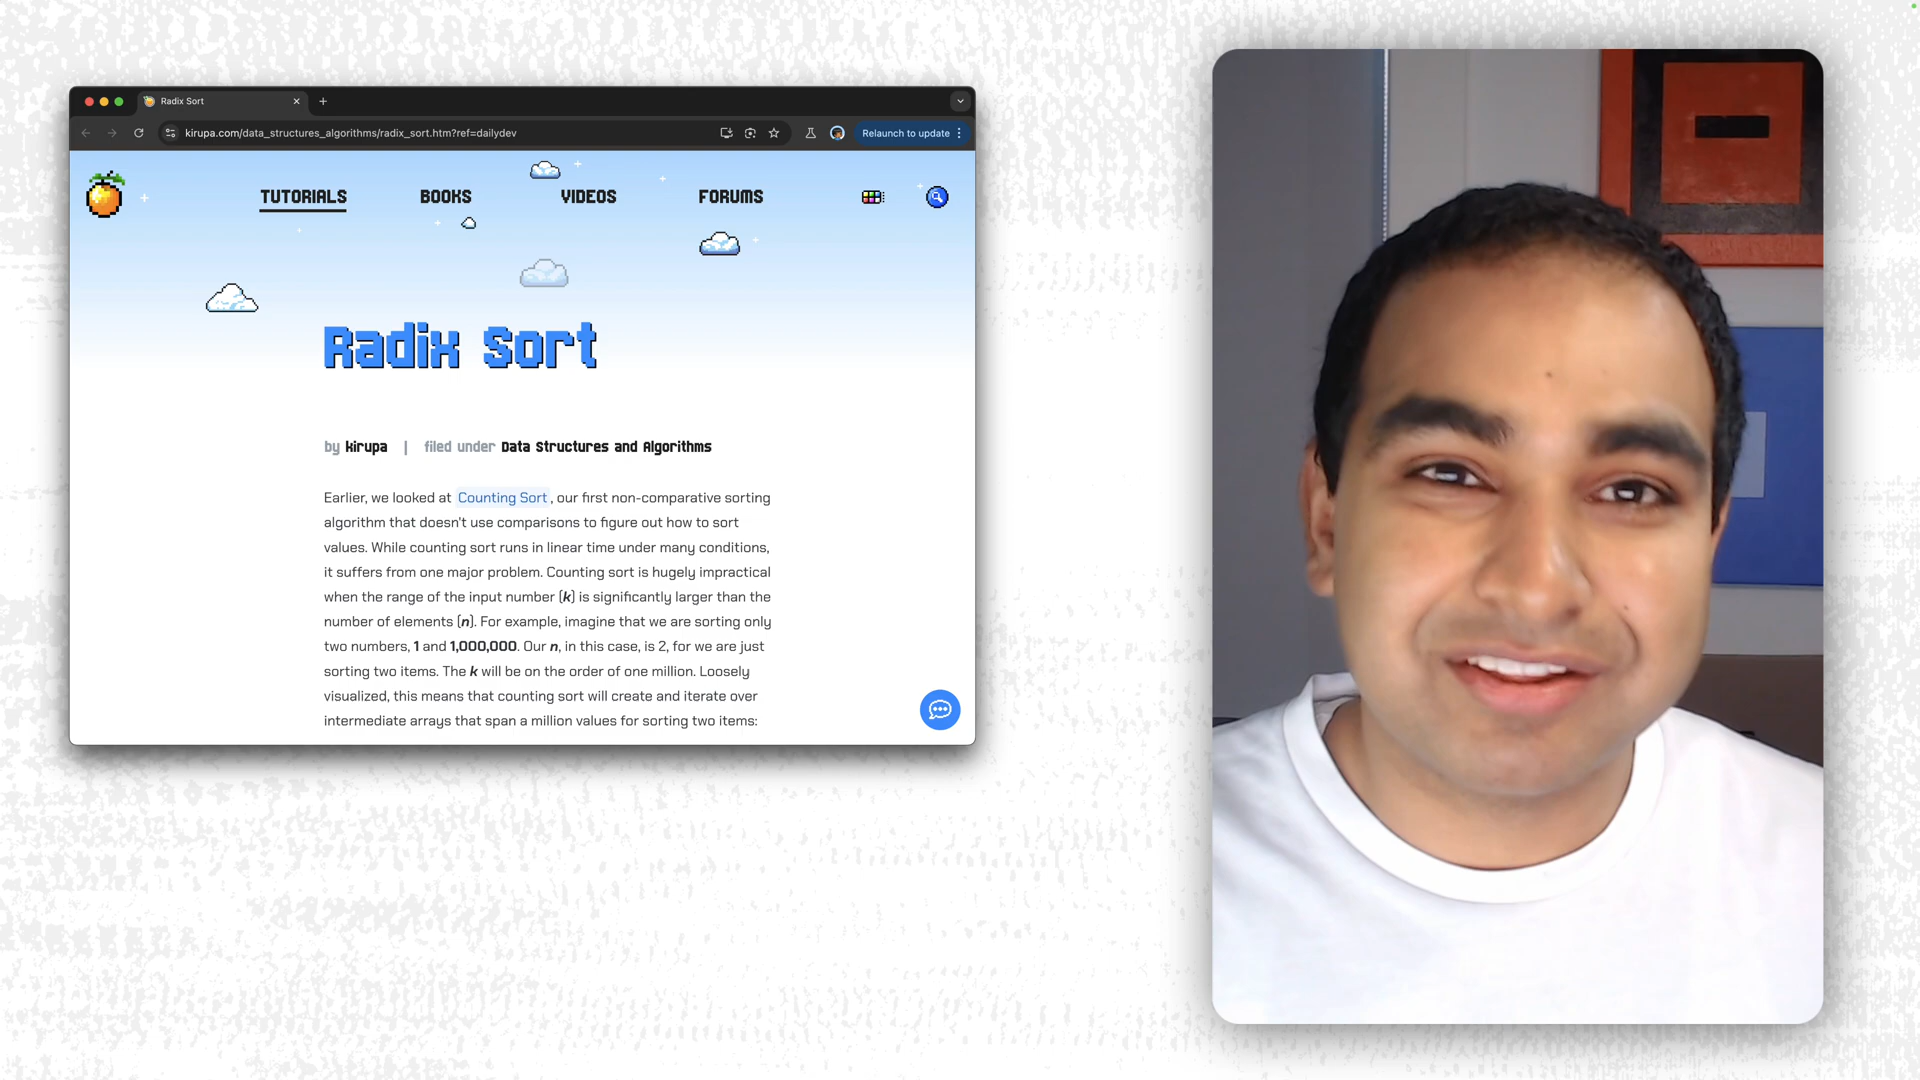 Radix Sort
kirupa.com/data_structures_algorithms/radix_sort.htm?ref=dailydev
Relaunch to update
TUTORIALS
BOOKS
VIDEOS
FORUMS
Radix Sort
by kirupa | filed under Data Structures and Algorithms
Earlier, we looked at Counting Sort, our first non-comparative sorting
algorithm that doesn't use comparisons to figure out how to sort
values. While counting sort runs in linear time under many conditions,
it suffers from one major problem. Counting sort is hugely impractical
when the range of the input number (k) is significantly larger than the
number of elements (n). For example, imagine that we are sorting only
two numbers, 1 and 1,000,000. Our n, in this case, is 2, for we are just
sorting two items. The k will be on the order of one million. Loosely
visualized, this means that counting sort will create and iterate over
intermediate arrays that span a million values for sorting two items: